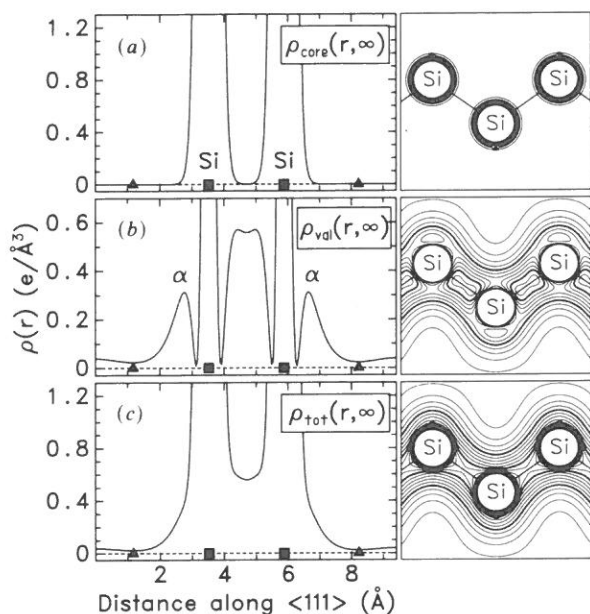 (a)
ρcore(r,∞)
1.2
0.8
0.4
0
Si Si
Si Si
Si
(b)
ρval(r,∞)
0.6
0.4
0.2
0
α α
Si Si
Si
ρ(r) (e/Å³)
(c)
ρtot(r,∞)
1.2
0.8
0.4
0
Si Si
Si
0 2 4 6 8
Distance along <111> (Å)